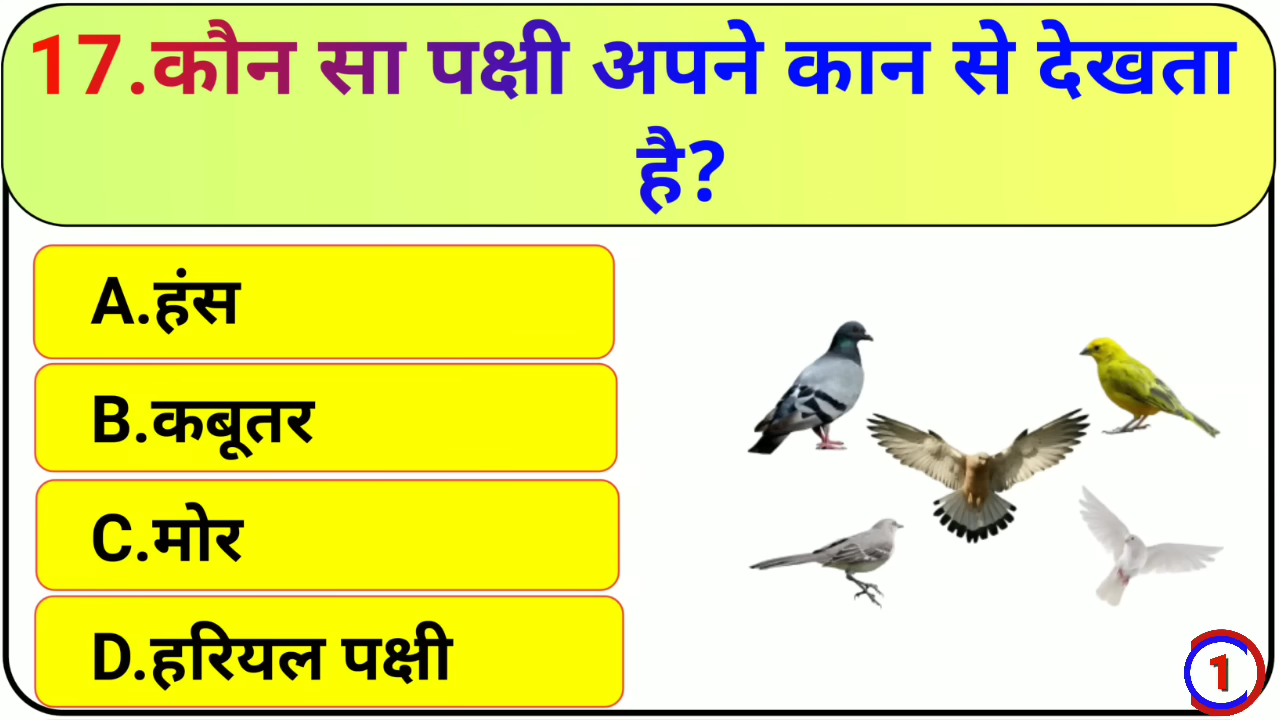 17.कौन सा पक्षी अपने कान से देखता
है?
A.हंस
B.कबूतर
C.मोर
D.हरियल पक्षी
1